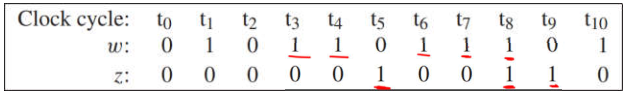 Clock cycle: t0 t1 t2 t3 t4 t5 t6 t7 t8 t9 t10
w: 0 1 0 1 1 0 1 1 1 0 1
z: 0 0 0 0 0 1 0 0 1 1 0